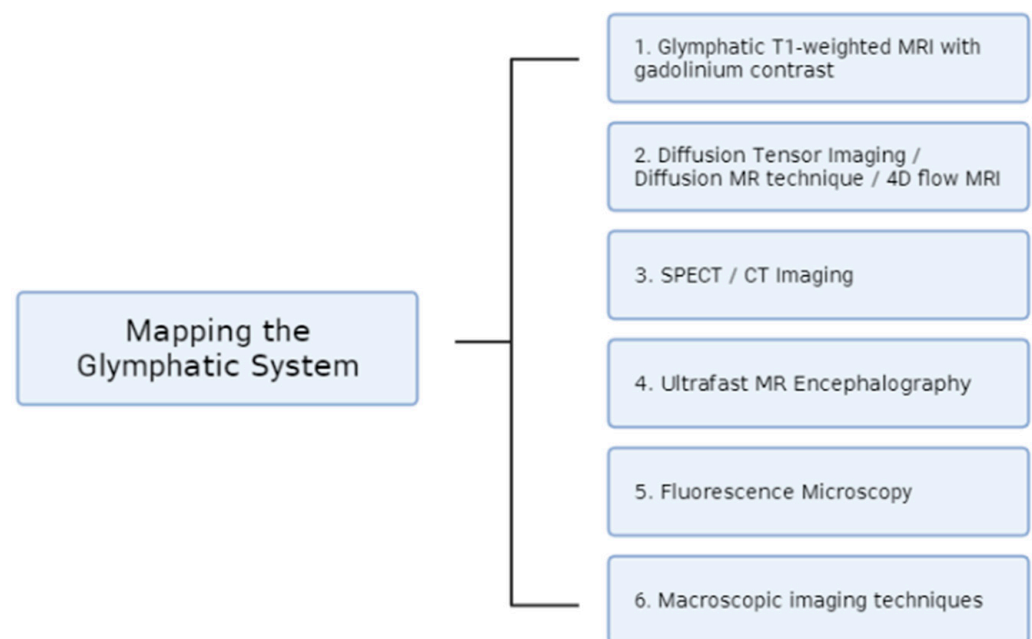 Mapping the
Glymphatic System
1. Glymphatic T1-weighted MRI with
gadolinium contrast
2. Diffusion Tensor Imaging /
Diffusion MR technique / 4D flow MRI
3. SPECT / CT Imaging
4. Ultrafast MR Encephalography
5. Fluorescence Microscopy
6. Macroscopic imaging techniques